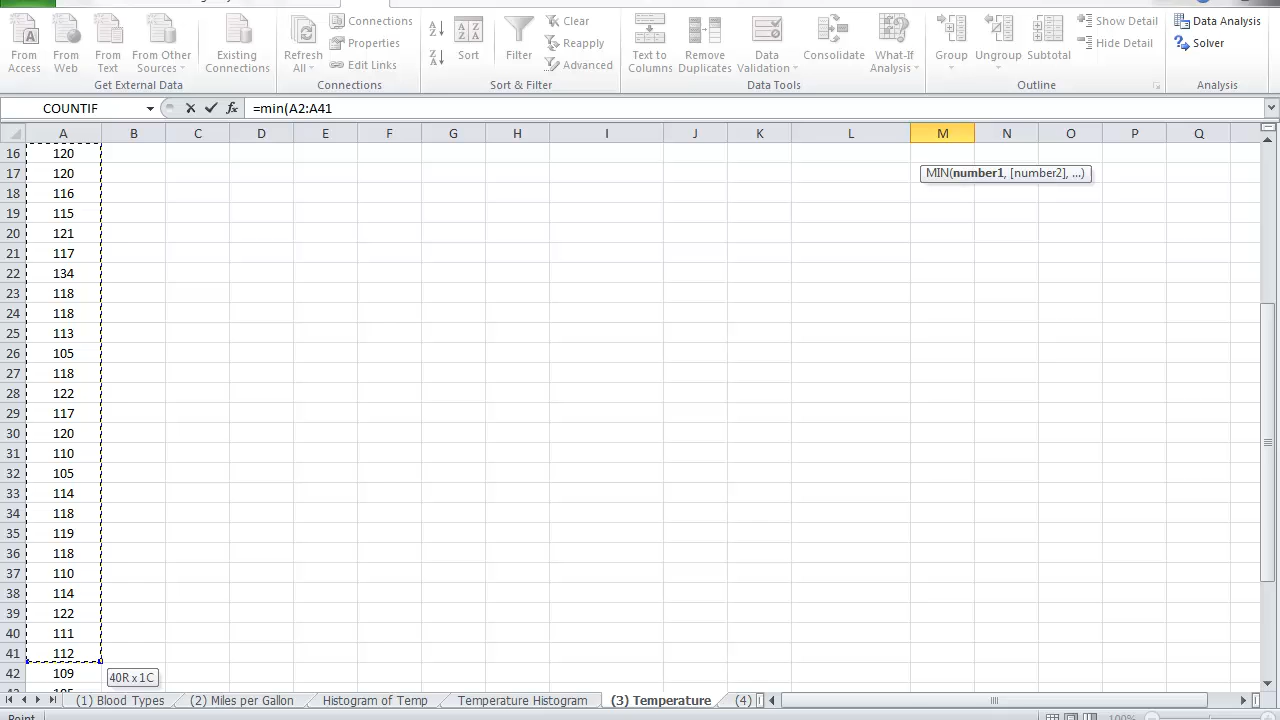 From Access
From Web
From Text
From Other Sources
Existing Connections
Get External Data
Refresh All
Connections
Properties
Edit Links
Connections
Sort
Filter
Clear
Reapply
Advanced
Sort & Filter
Text to Columns
Remove Duplicates
Data Validation
Consolidate
What-If Analysis
Data Tools
Group
Ungroup
Subtotal
Show Detail
Hide Detail
Outline
Data Analysis
Solver
Analysis
COUNTIF
fx
=min(A2:A41
A B C D E F G H I J K L M N O P Q
16 120
17 120
MIN(number1, [number2], ...)
18 116
19 115
20 121
21 117
22 134
23 118
24 118
25 113
26 105
27 118
28 122
29 117
30 120
31 110
32 105
33 114
34 118
35 119
36 118
37 110
38 114
39 122
40 111
41 112
42 109
40R x 1C
(1) Blood Types
(2) Miles per Gallon
Histogram of Temp
Temperature Histogram
(3) Temperature
(4)
Point
100%